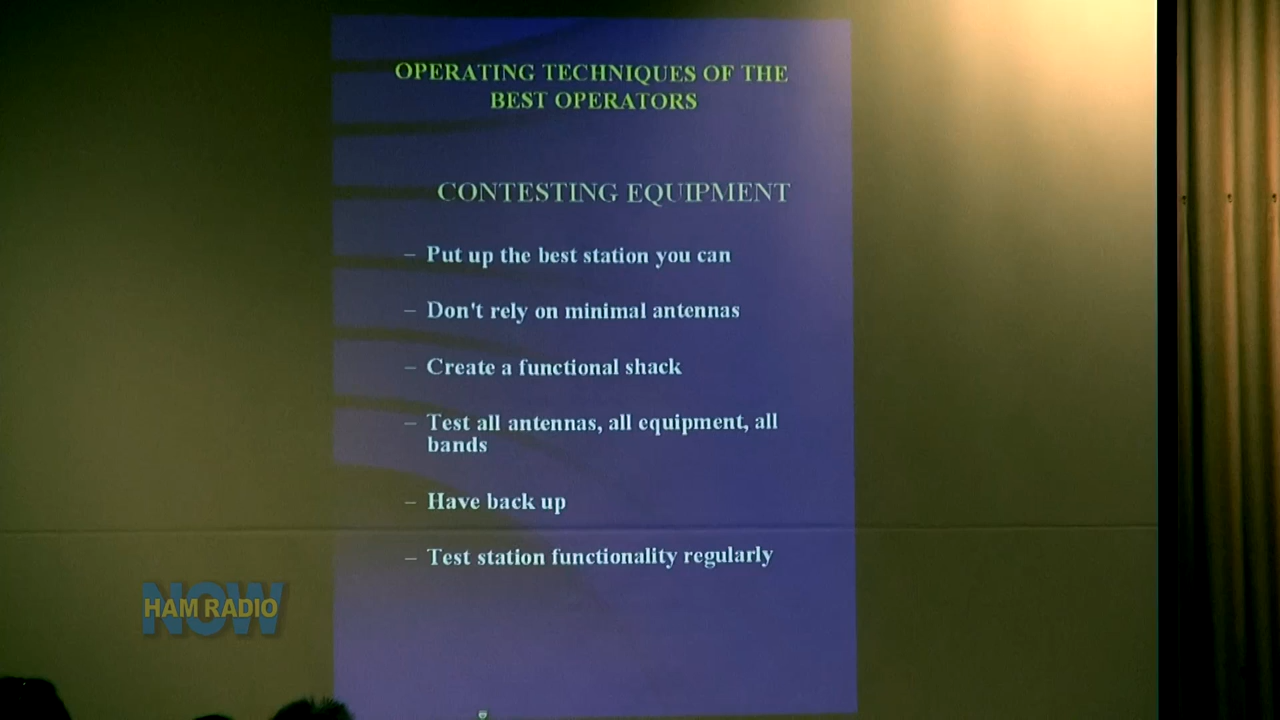 OPERATING TECHNIQUES OF THE
BEST OPERATORS
CONTESTING EQUIPMENT
– Put up the best station you can
– Don't rely on minimal antennas
– Create a functional shack
– Test all antennas, all equipment, all
bands
– Have back up
– Test station functionality regularly
NOW
HAM RADIO